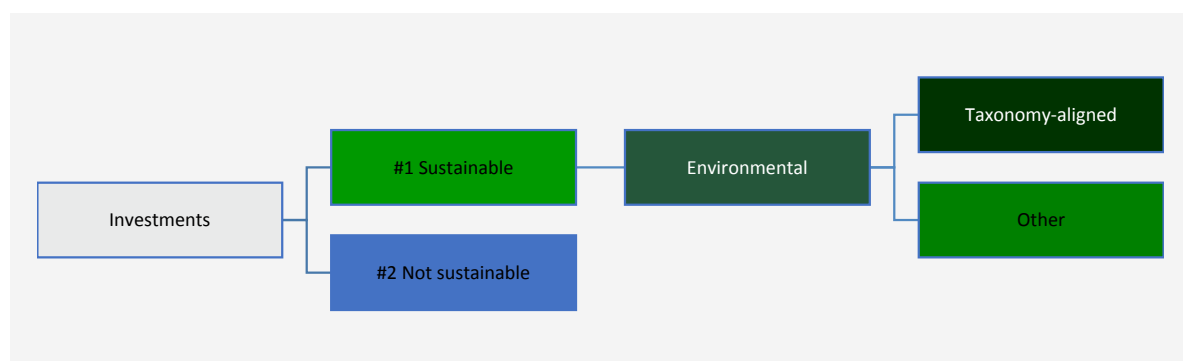 Investments
#1 Sustainable
#2 Not sustainable
Environmental
Taxonomy-aligned
Other